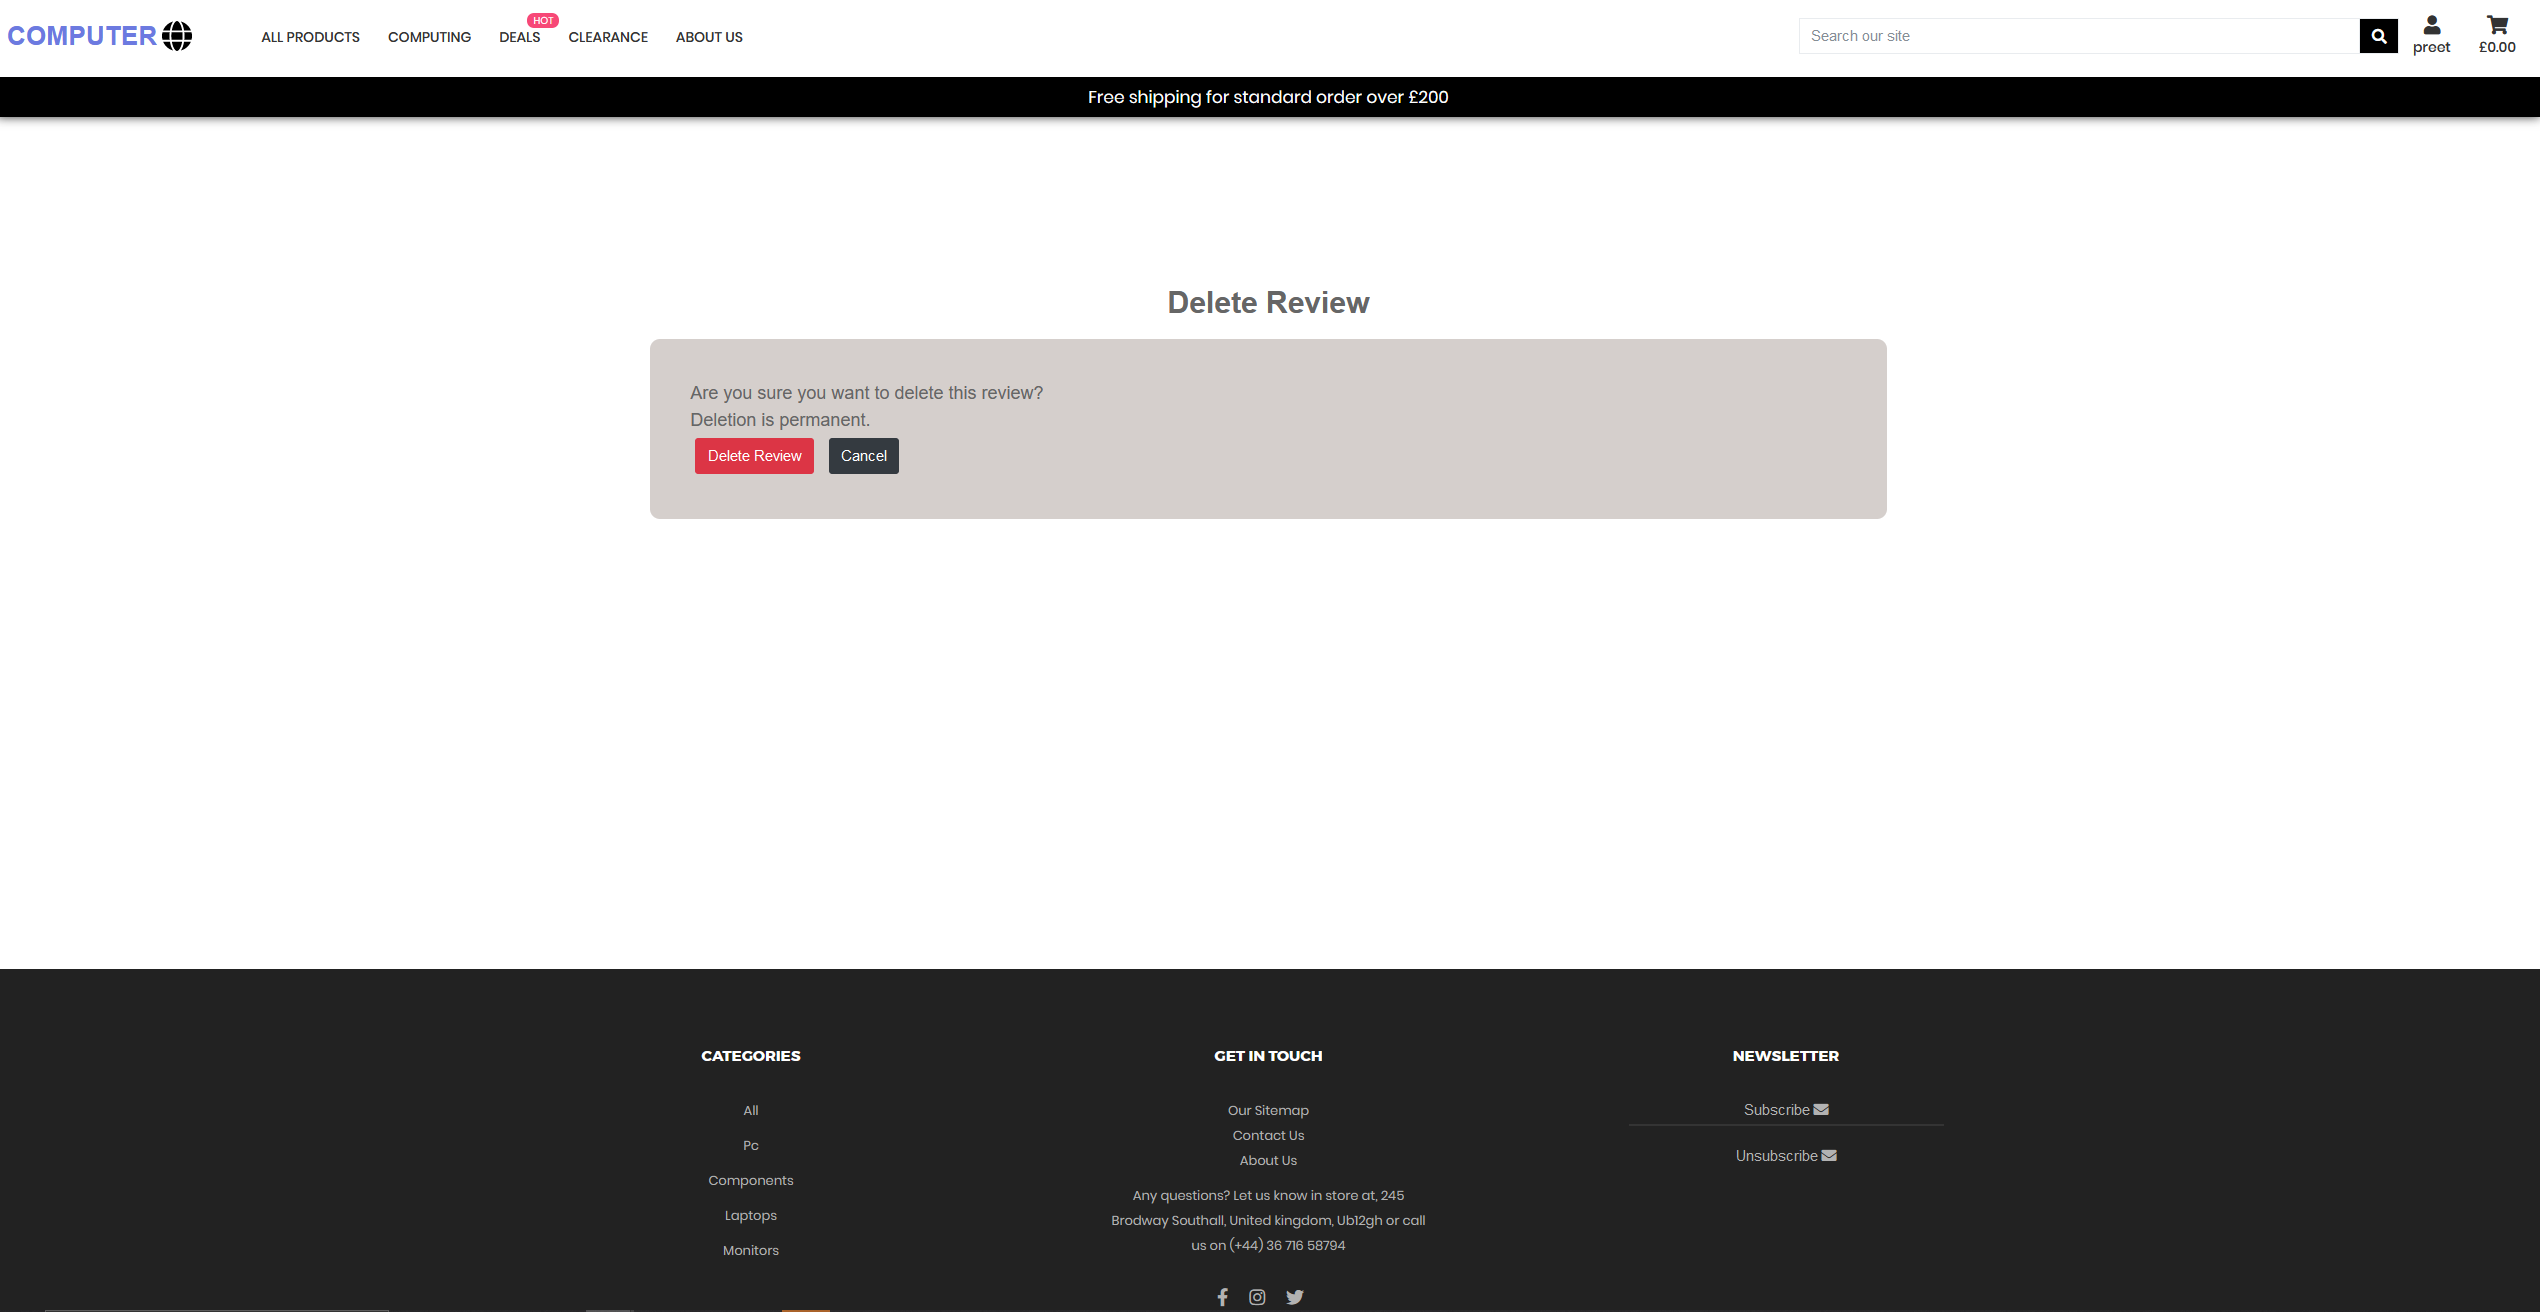 COMPUTER
ALL PRODUCTS
COMPUTING
DEALS
HOT
CLEARANCE
ABOUT US
Search our site
preet
£0.00
Free shipping for standard order over £200
Delete Review
Are you sure you want to delete this review?
Deletion is permanent.
Delete Review
Cancel
CATEGORIES
All
Pc
Components
Laptops
Monitors
GET IN TOUCH
Our Sitemap
Contact Us
About Us
Any questions? Let us know in store at, 245
Brodway Southall, United kingdom, Ub12gh or call
us on (+44) 36 716 58794
NEWSLETTER
Subscribe
Unsubscribe